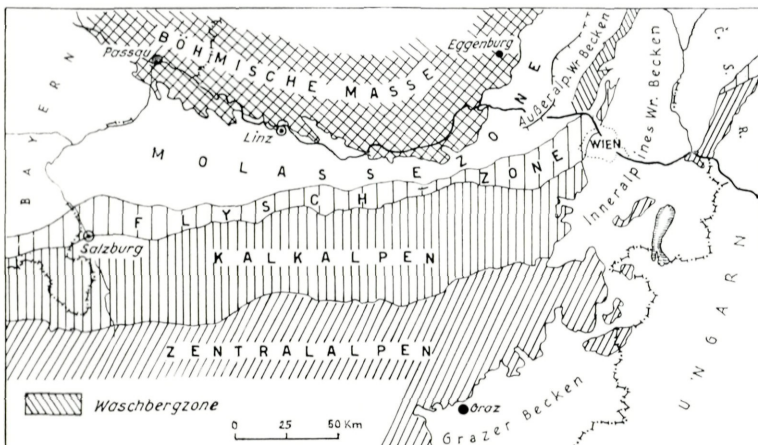 BÖHMISCHE MASSE
Passau
Eggenburg
Linz
BAYERN
MOLASSEZONE
Außeralp. Wr. Becken
Inneralpines Wr. Becken
Č.S.R.
WIEN
FLYSCH-ZONE
Salzburg
KALKALPEN
ZENTRALALPEN
UNGARN
Graz
Grazer Becken
Waschbergzone
0 25 50 Km